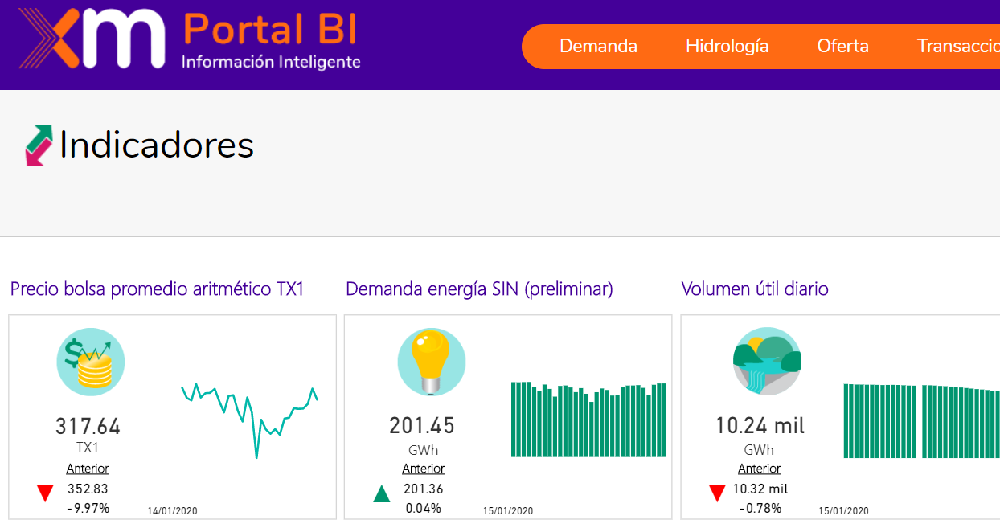 xm Portal BI
Información Inteligente
Demanda Hidrología Oferta Transaccio
Indicadores
Precio bolsa promedio aritmético TX1
317.64
TX1
Anterior
352.83
-9.97%
14/01/2020
Demanda energía SIN (preliminar)
201.45
GWh
Anterior
201.36
0.04%
15/01/2020
Volumen útil diario
10.24 mil
GWh
Anterior
10.32 mil
-0.78%
15/01/2020